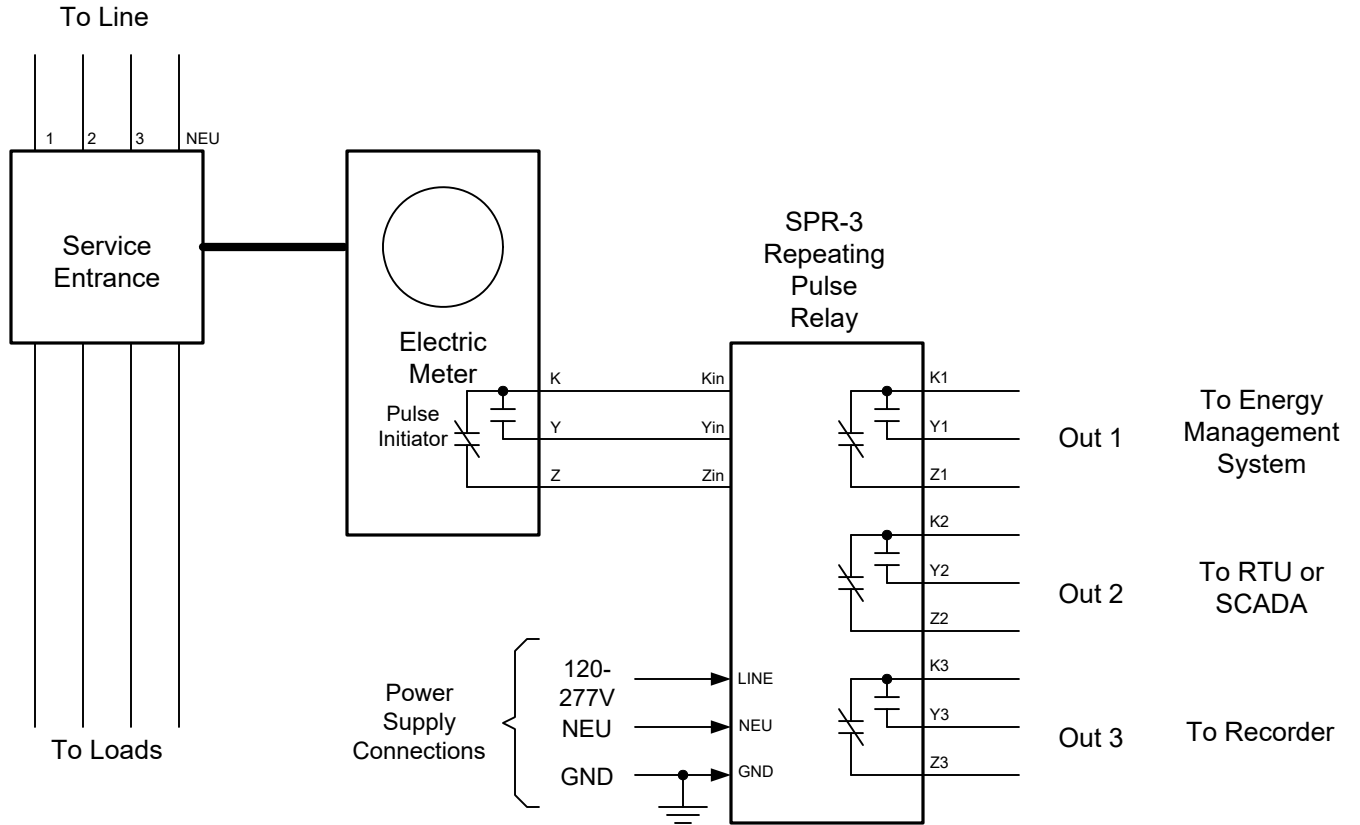 To Line
1
2
3
NEU
Service
Entrance
To Loads
Electric
Meter
Pulse
Initiator
K
Y
Z
SPR-3
Repeating
Pulse
Relay
Kin
Yin
Zin
K1
Y1
Z1
Out 1
To Energy
Management
System
K2
Y2
Z2
Out 2
To RTU or
SCADA
K3
Y3
Z3
Out 3
To Recorder
Power
Supply
Connections
120-
277V
NEU
GND
LINE
NEU
GND